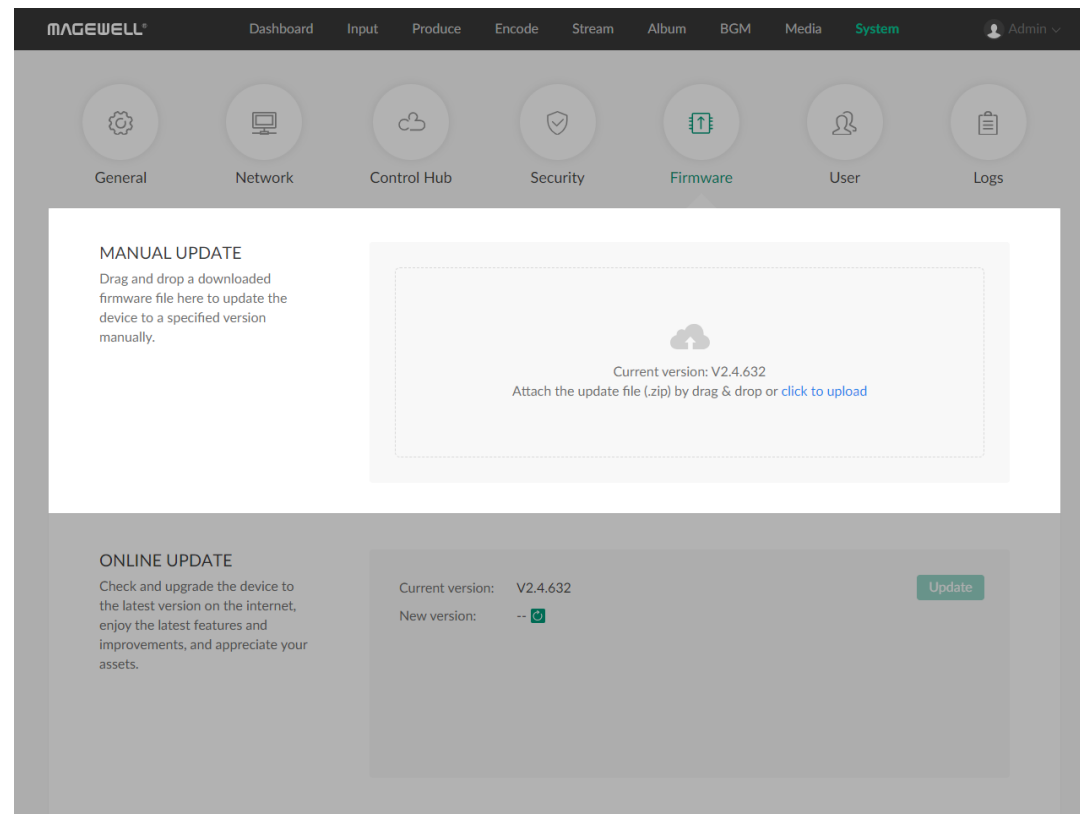 MAGEWELL®
Dashboard Input Produce Encode Stream Album BGM Media System Admin
General Network Control Hub Security Firmware User Logs
MANUAL UPDATE
Drag and drop a downloaded
firmware file here to update the
device to a specified version
manually.
Current version: V2.4.632
Attach the update file (.zip) by drag & drop or click to upload
ONLINE UPDATE
Check and upgrade the device to
the latest version on the internet,
enjoy the latest features and
improvements, and appreciate your
assets.
Current version: V2.4.632
Update
New version: --